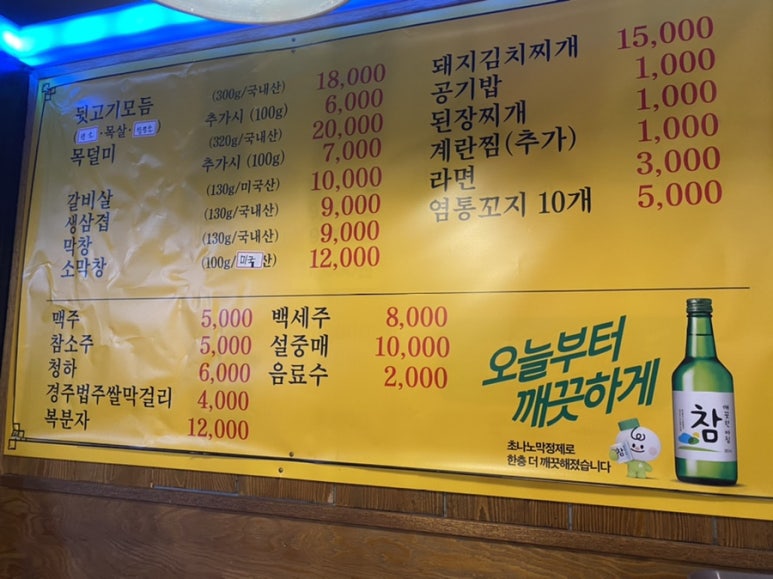 뒷고기모듬 (300g/국내산) 18,000
추가시 (100g) 6,000
·목살·
목덜미 (320g/국내산) 20,000
추가시 (100g) 7,000
갈비살 (130g/미국산) 10,000
생삼겹 (130g/국내산) 9,000
막창 (130g/국내산) 9,000
소막창 (100g/미국산) 12,000
돼지김치찌개 15,000
공기밥 1,000
된장찌개 1,000
계란찜(추가) 1,000
라면 3,000
염통꼬지 10개 5,000
맥주 5,000
참소주 5,000
청하 6,000
경주법주쌀막걸리 4,000
복분자 12,000
백세주 8,000
설중매 10,000
음료수 2,000
오늘부터
깨끗하게
초나노막정제로
한층 더 깨끗해졌습니다
참
참
깨끗한 아침